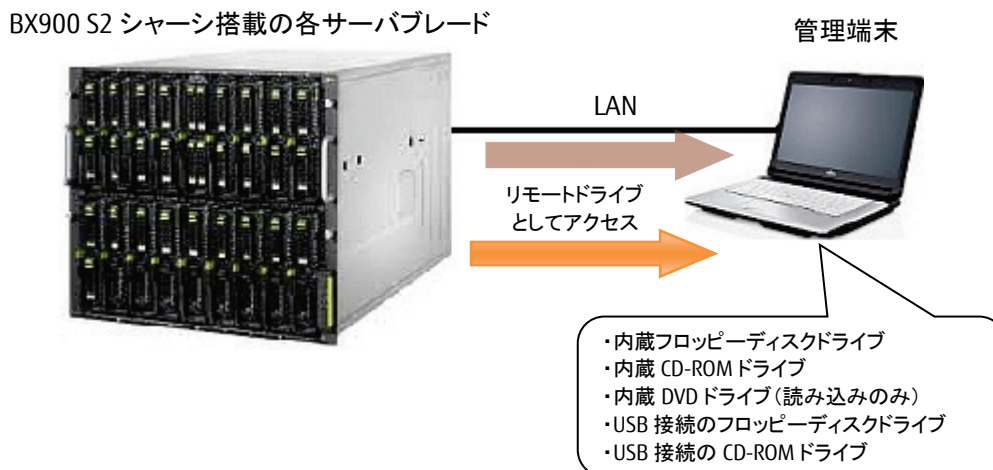 BX900 S2 シャーシ搭載の各サーバブレード
管理端末
LAN
リモートドライブ
としてアクセス
・内蔵フロッピーディスクドライブ
・内蔵 CD-ROM ドライブ
・内蔵 DVD ドライブ(読み込みのみ)
・USB 接続のフロッピーディスクドライブ
・USB 接続の CD-ROM ドライブ